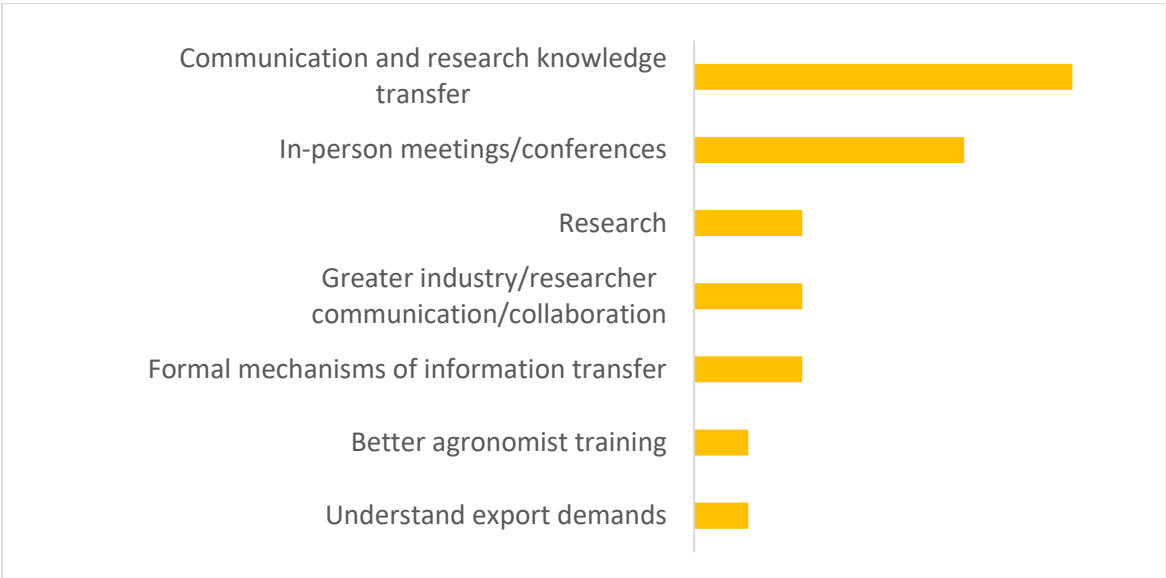 Communication and research knowledge
transfer
In-person meetings/conferences
Research
Greater industry/researcher
communication/collaboration
Formal mechanisms of information transfer
Better agronomist training
Understand export demands